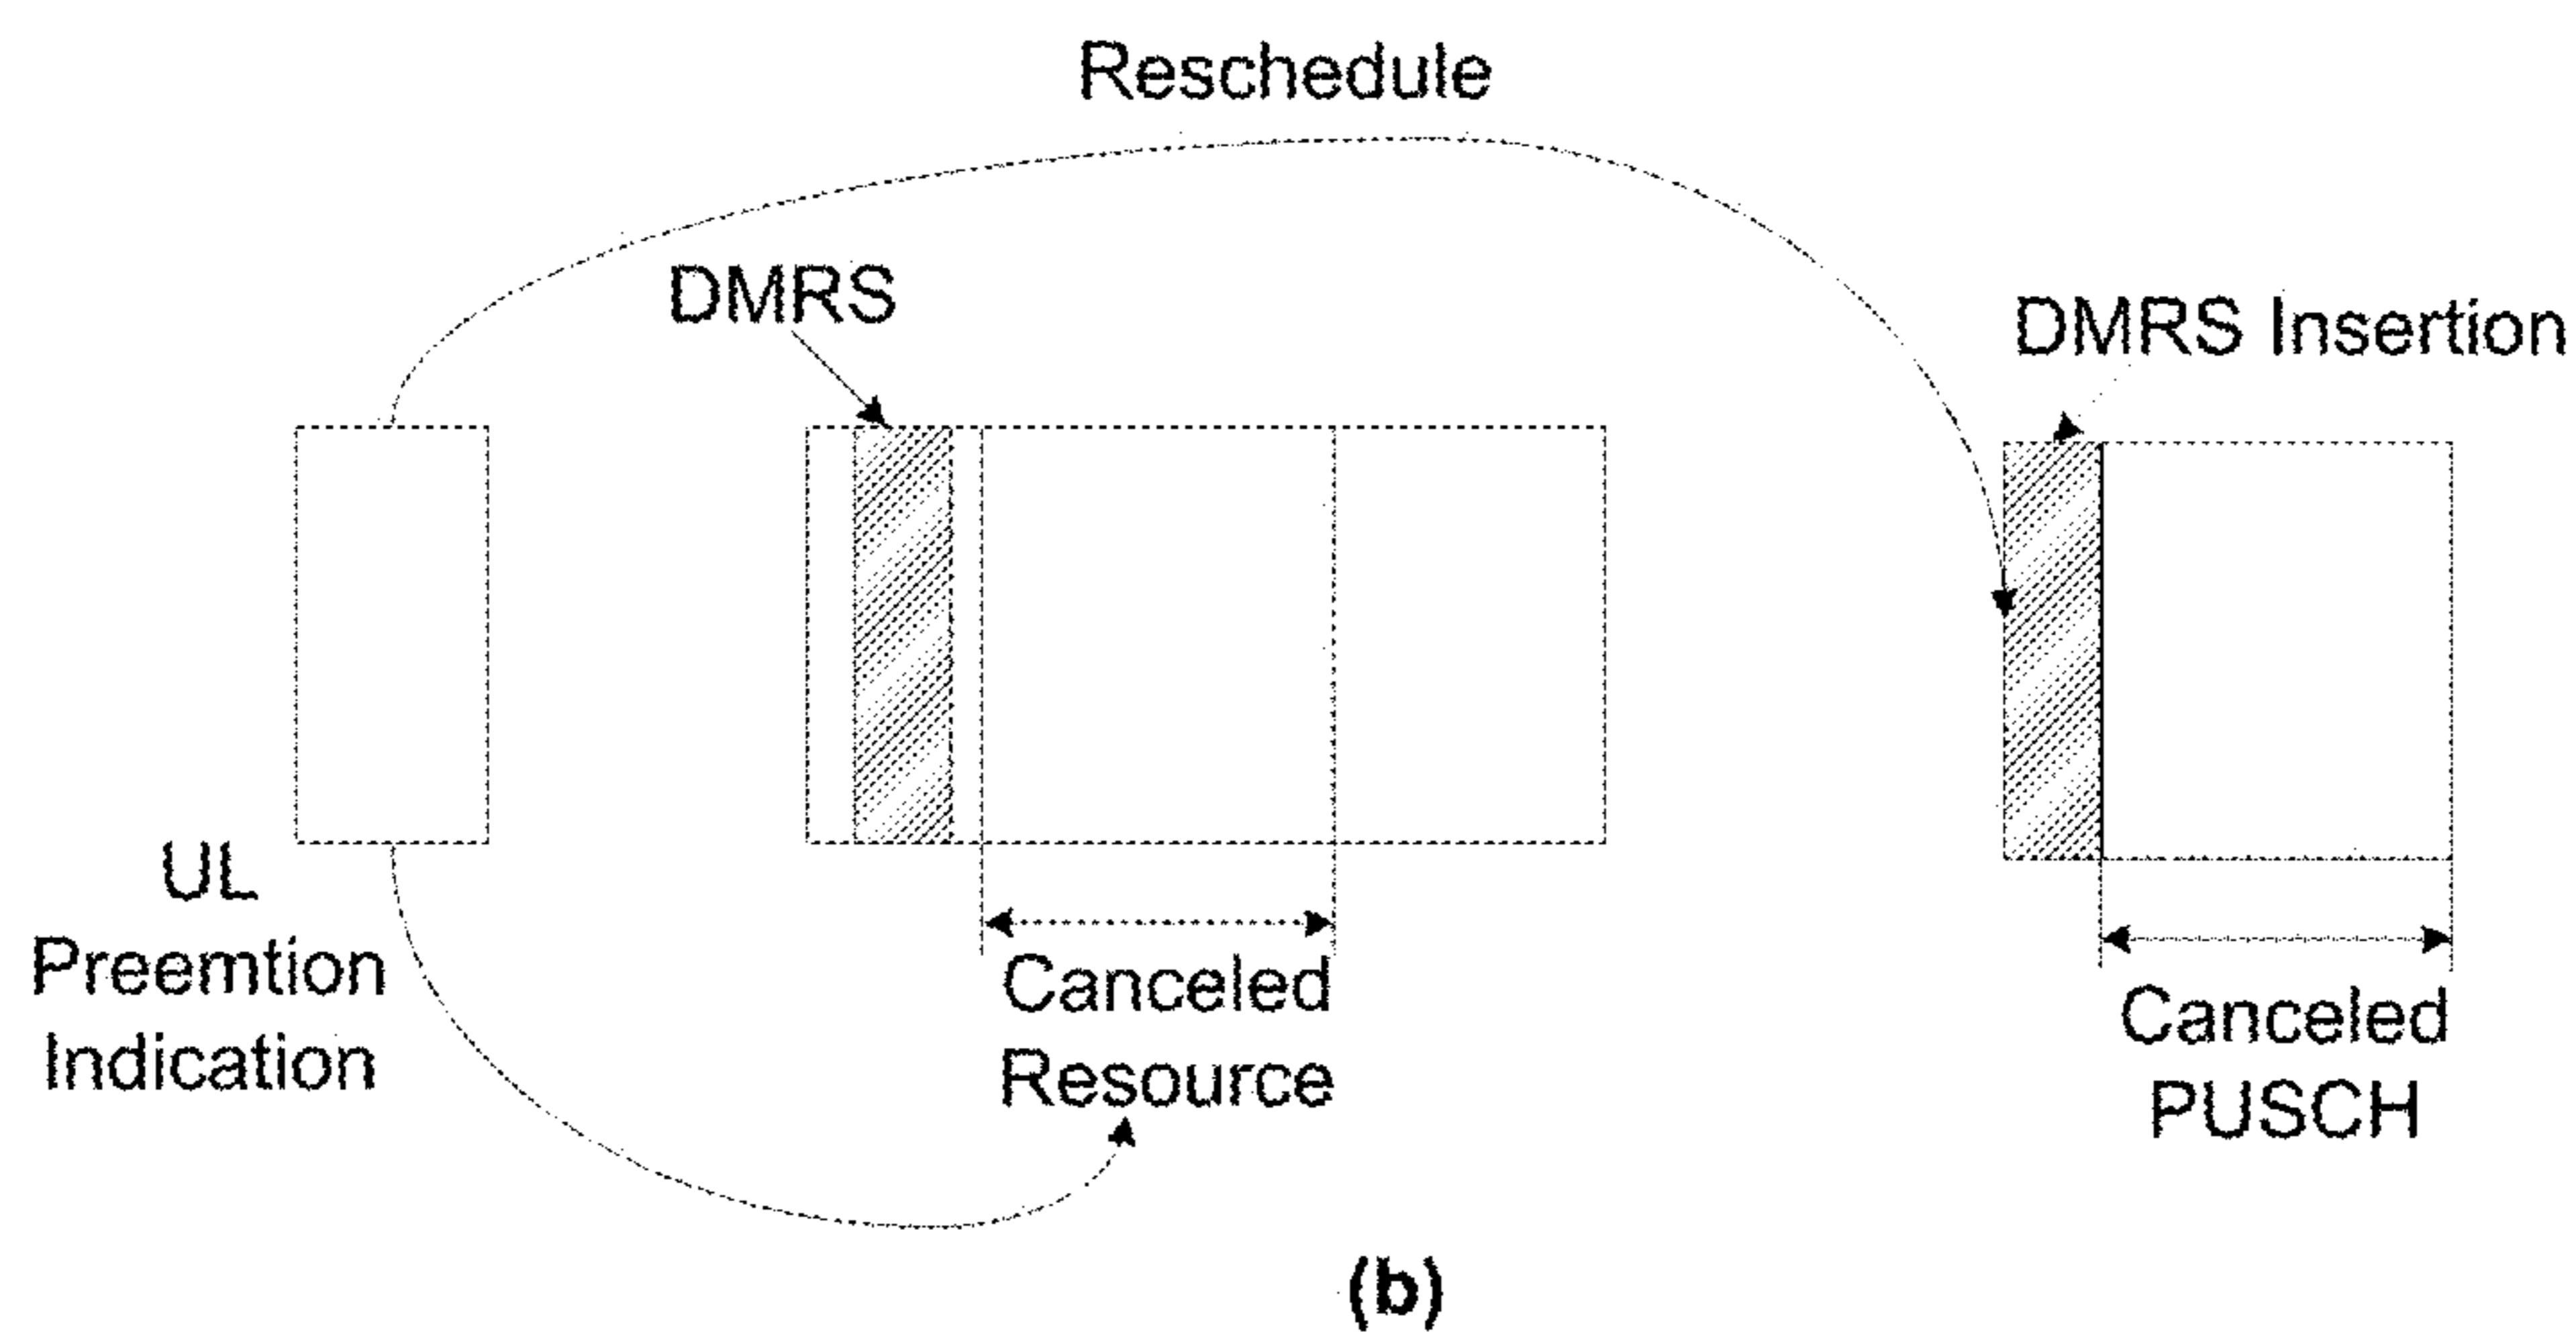 Reschedule
DMRS
DMRS Insertion
UL
Preemtion
Indication
Canceled
Resource
Canceled
PUSCH
(b)